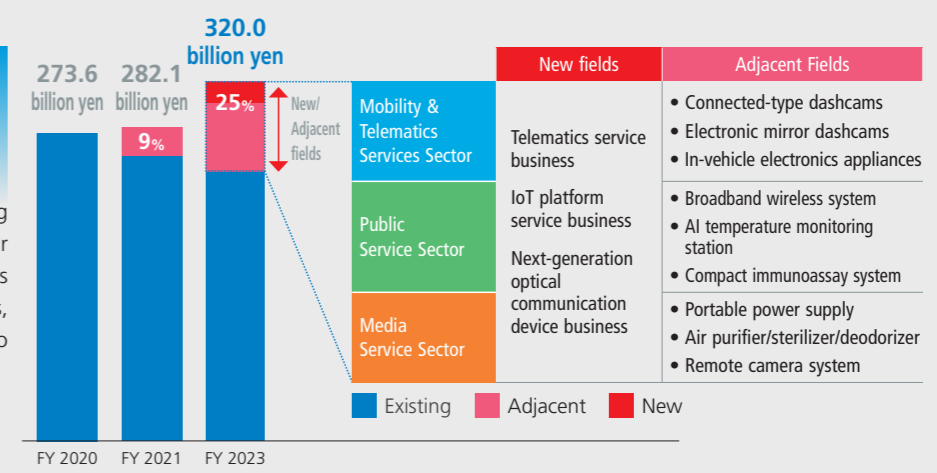 320.0
billion yen
273.6
billion yen
282.1
billion yen
25%
9%
New/
Adjacent
fields
New fields
Adjacent Fields
Mobility &
Telematics
Services Sector
Public
Service Sector
Media
Service Sector
Telematics service
business
IoT platform
service business
Next-generation
optical
communication
device business
• Connected-type dashcams
• Electronic mirror dashcams
• In-vehicle electronics appliances
• Broadband wireless system
• AI temperature monitoring
station
• Compact immunoassay system
• Portable power supply
• Air purifier/sterilizer/deodorizer
• Remote camera system
Existing
Adjacent
New
FY 2020
FY 2021
FY 2023